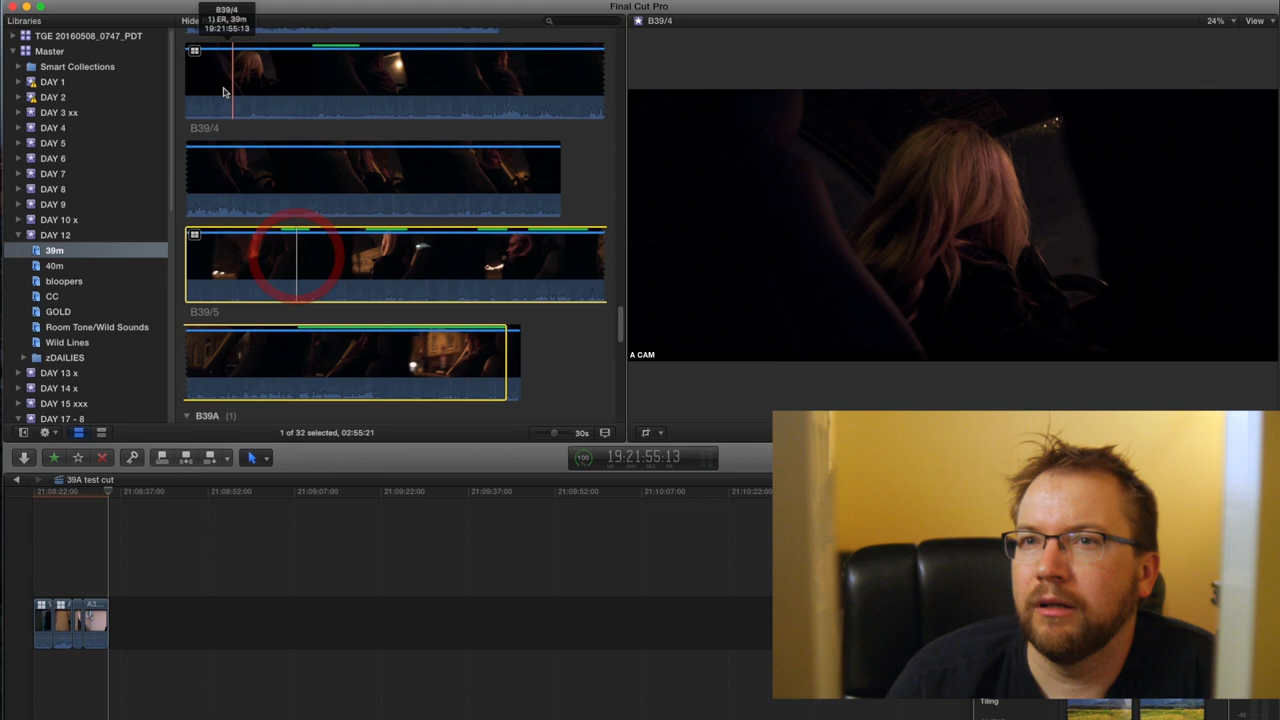 Final Cut Pro
Libraries
Hide
B39/4
1) ER, 39m
19:21:55:13
B39/4
24%
View
TGE 20160508_0747_PDT
Master
Smart Collections
DAY 1
DAY 2
DAY 3 xx
DAY 4
DAY 5
DAY 6
DAY 7
DAY 8
DAY 9
DAY 10 x
DAY 12
39m
40m
bloopers
CC
GOLD
Room Tone/Wild Sounds
Wild Lines
zDAILIES
DAY 13 x
DAY 14 x
DAY 15 xxx
DAY 17 - 8
B39/4
B39/5
B39A (1)
A CAM
1 of 32 selected, 02:55:21
30s
100
19:21:55:13
HR
MIN
SEC
FR
39A test cut
21:08:22:00
21:08:37:00
21:08:52:00
21:09:07:00
21:09:22:00
21:09:37:00
21:09:52:00
21:10:07:00
21:10:22:00
A3...
Tiling